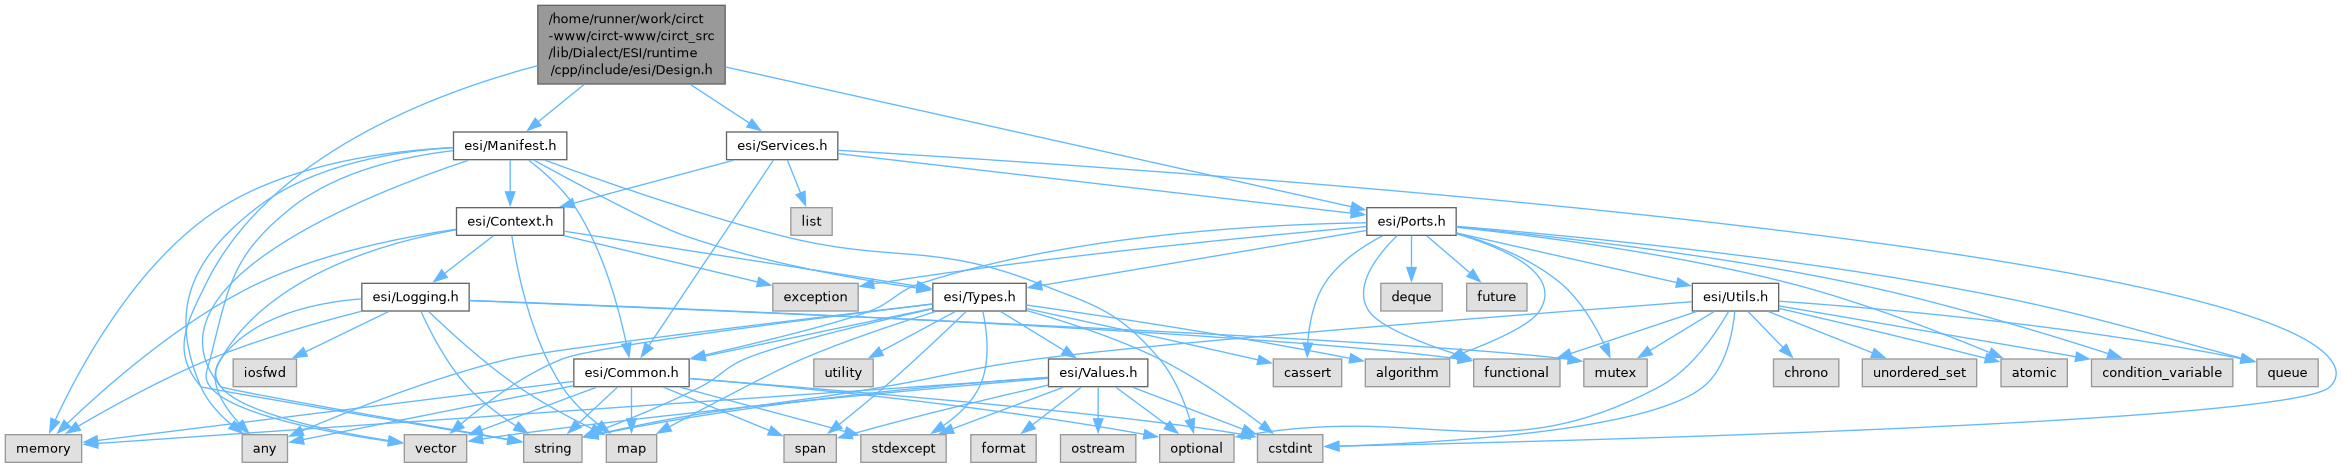 /home/runner/work/circt
-www/circt-www/circt_src
/lib/Dialect/ESI/runtime
/cpp/include/esi/Design.h
esi/Manifest.h
esi/Services.h
esi/Context.h
list
esi/Ports.h
esi/Logging.h
exception
esi/Types.h
deque
future
esi/Utils.h
iosfwd
esi/Common.h
utility
esi/Values.h
cassert
algorithm
functional
mutex
chrono
unordered_set
atomic
condition_variable
queue
memory
any
vector
string
map
span
stdexcept
format
ostream
optional
cstdint